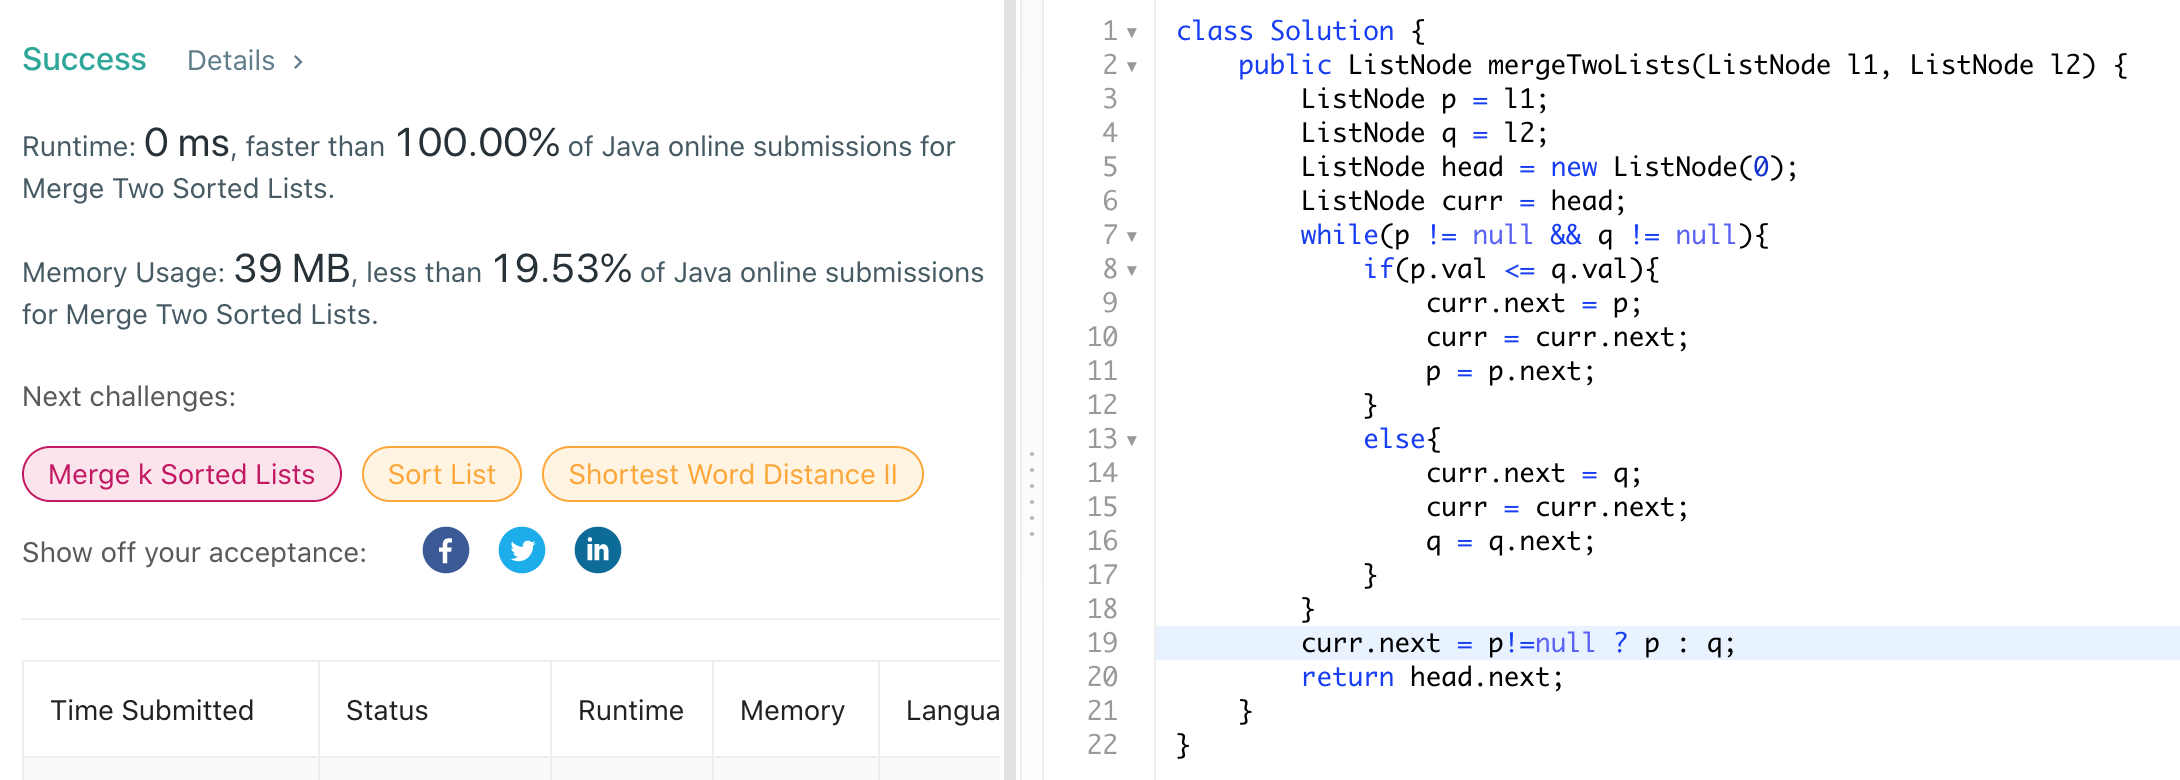 Success Details >
Runtime: 0 ms, faster than 100.00% of Java online submissions for
Merge Two Sorted Lists.
Memory Usage: 39 MB, less than 19.53% of Java online submissions
for Merge Two Sorted Lists.
Next challenges:
Merge k Sorted Lists Sort List Shortest Word Distance II
Show off your acceptance: f in
Time Submitted Status Runtime Memory Langua
1 class Solution {
2 public ListNode mergeTwoLists(ListNode l1, ListNode l2) {
3 ListNode p = l1;
4 ListNode q = l2;
5 ListNode head = new ListNode(0);
6 ListNode curr = head;
7 while(p != null && q != null){
8 if(p.val <= q.val){
9 curr.next = p;
10 curr = curr.next;
11 p = p.next;
12 }
13 else{
14 curr.next = q;
15 curr = curr.next;
16 q = q.next;
17 }
18 }
19 curr.next = p!=null ? p : q;
20 return head.next;
21 }
22 }